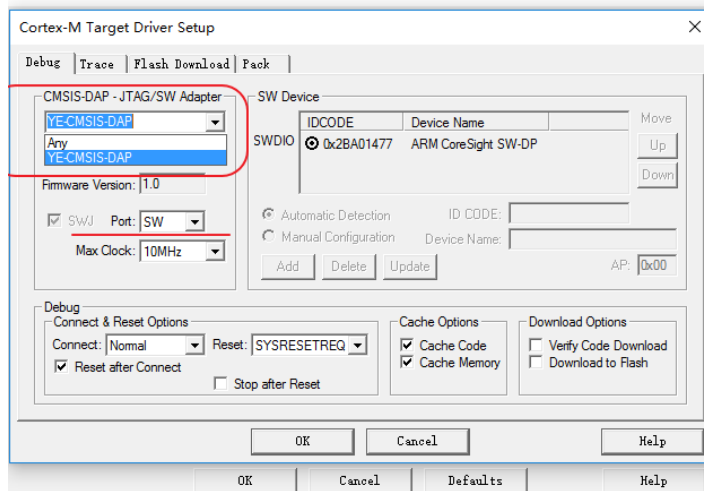 Cortex-M Target Driver Setup
Debug Trace Flash Download Pack
CMSIS-DAP - JTAG/SW Adapter
YE-CMSIS-DAP
Any
YE-CMSIS-DAP
Firmware Version: 1.0
SWJ Port: SW
Max Clock: 10MHz
SW Device
IDCODE Device Name
SWDIO 0x2BA01477 ARM CoreSight SW-DP
Move
Up
Down
Automatic Detection ID CODE:
Manual Configuration Device Name:
Add Delete Update AP: 0x00
Debug
Connect & Reset Options
Connect: Normal Reset: SYSRESETREQ
Reset after Connect
Stop after Reset
Cache Options
Cache Code
Cache Memory
Download Options
Verify Code Download
Download to Flash
OK Cancel Help
OK Cancel Defaults Help